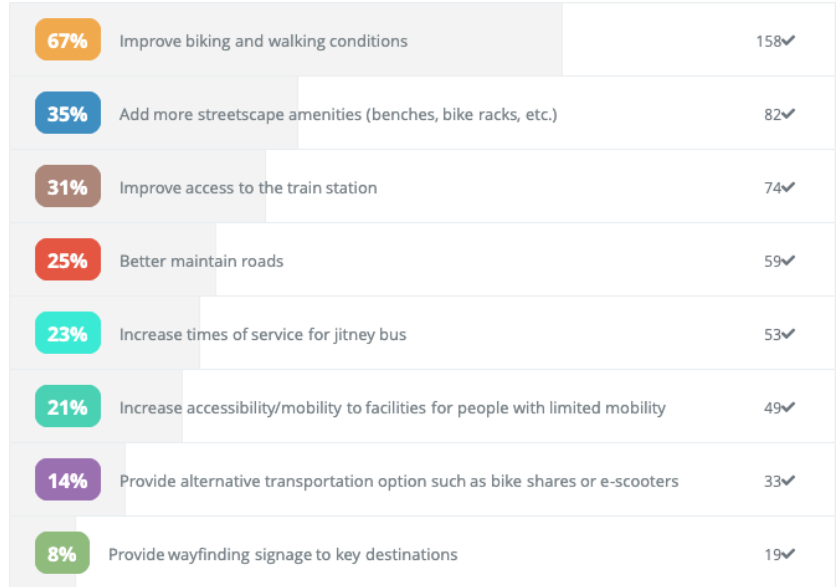 67% Improve biking and walking conditions 158✔
35% Add more streetscape amenities (benches, bike racks, etc.) 82✔
31% Improve access to the train station 74✔
25% Better maintain roads 59✔
23% Increase times of service for jitney bus 53✔
21% Increase accessibility/mobility to facilities for people with limited mobility 49✔
14% Provide alternative transportation option such as bike shares or e-scooters 33✔
8% Provide wayfinding signage to key destinations 19✔